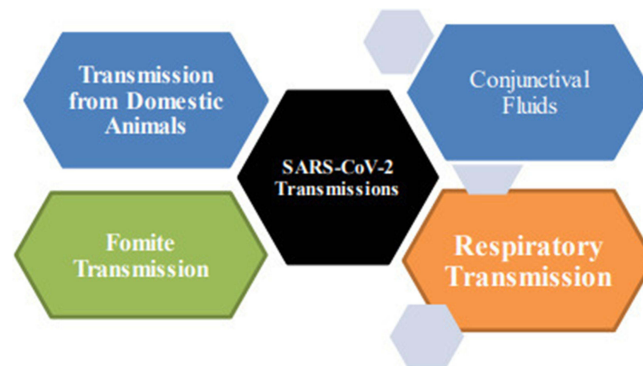 Transmission
from Domestic
Animals
Conjunctival
Fluids
SARS-CoV-2
Transmissions
Fomite
Transmission
Respiratory
Transmission